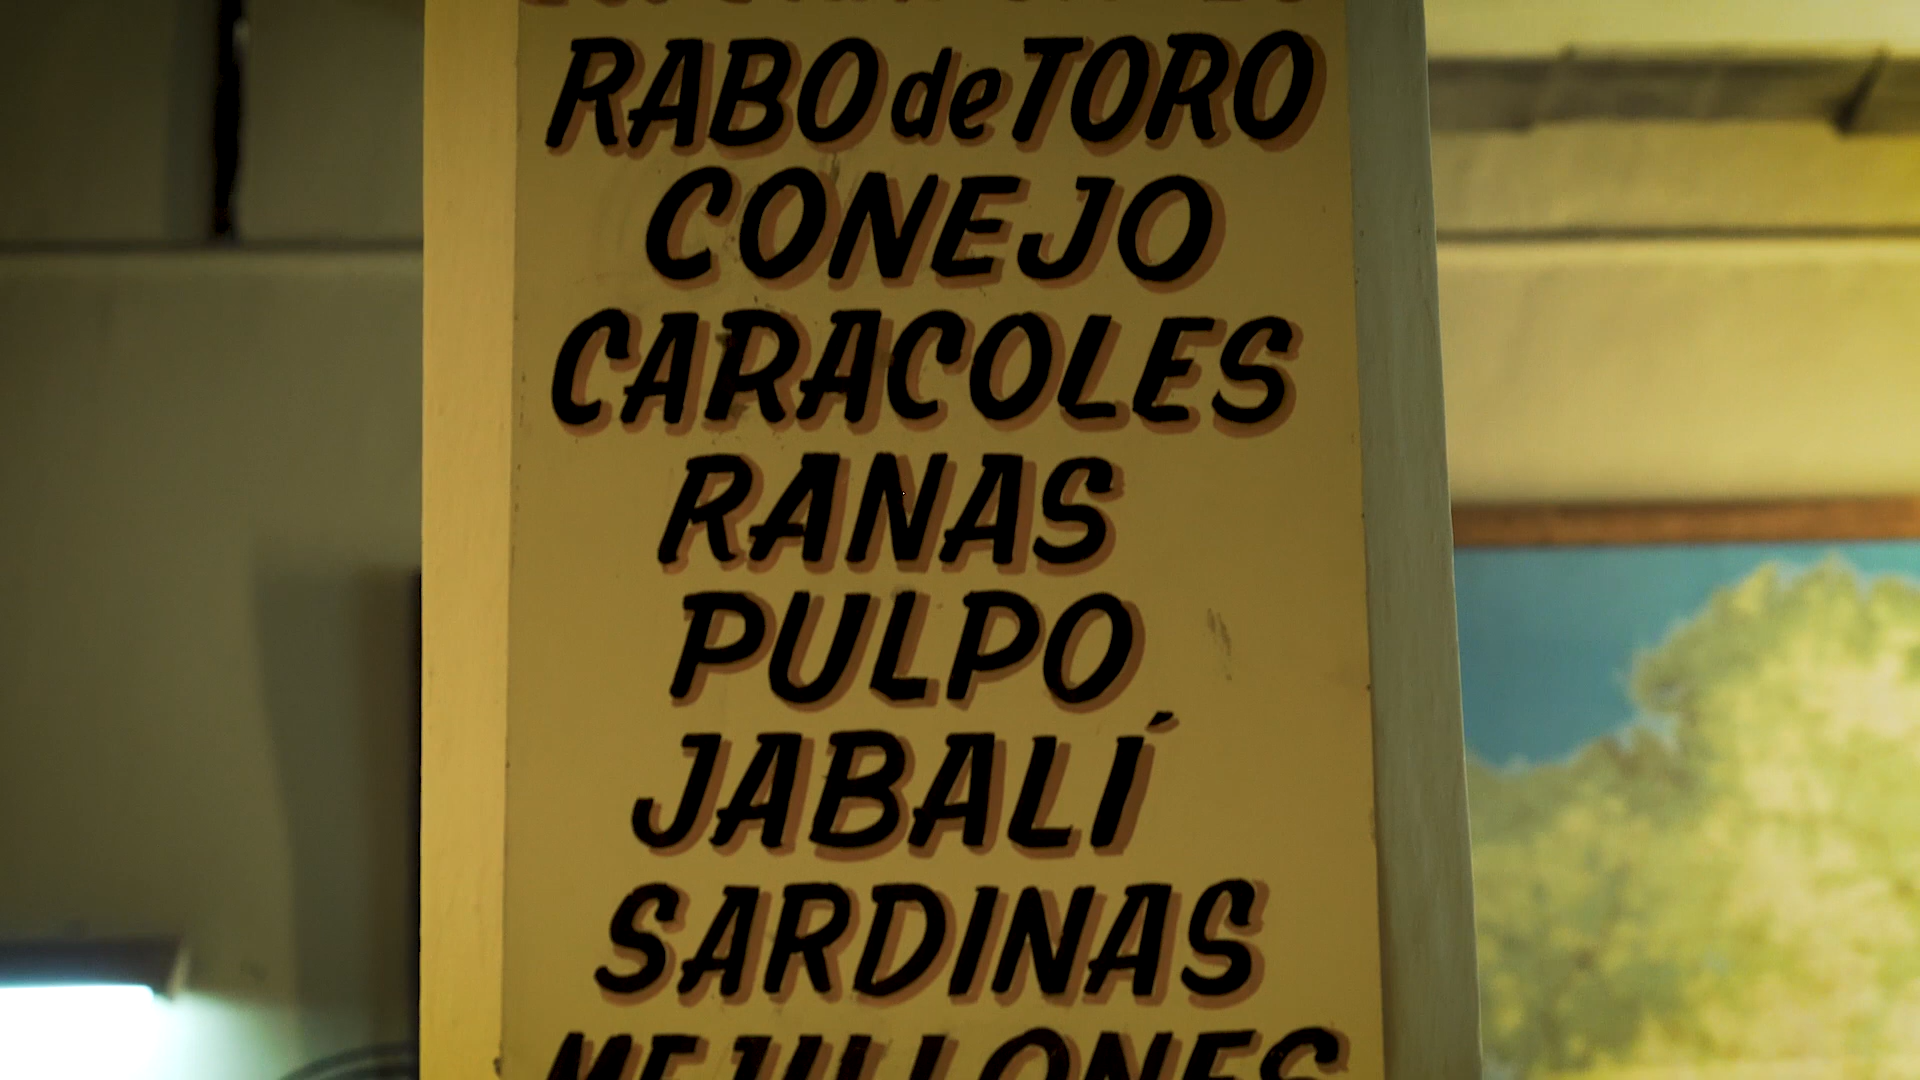 RABO de TORO
CONEJO
CARACOLES
RANAS
PULPO
JABALÍ
SARDINAS
MEJILLONES